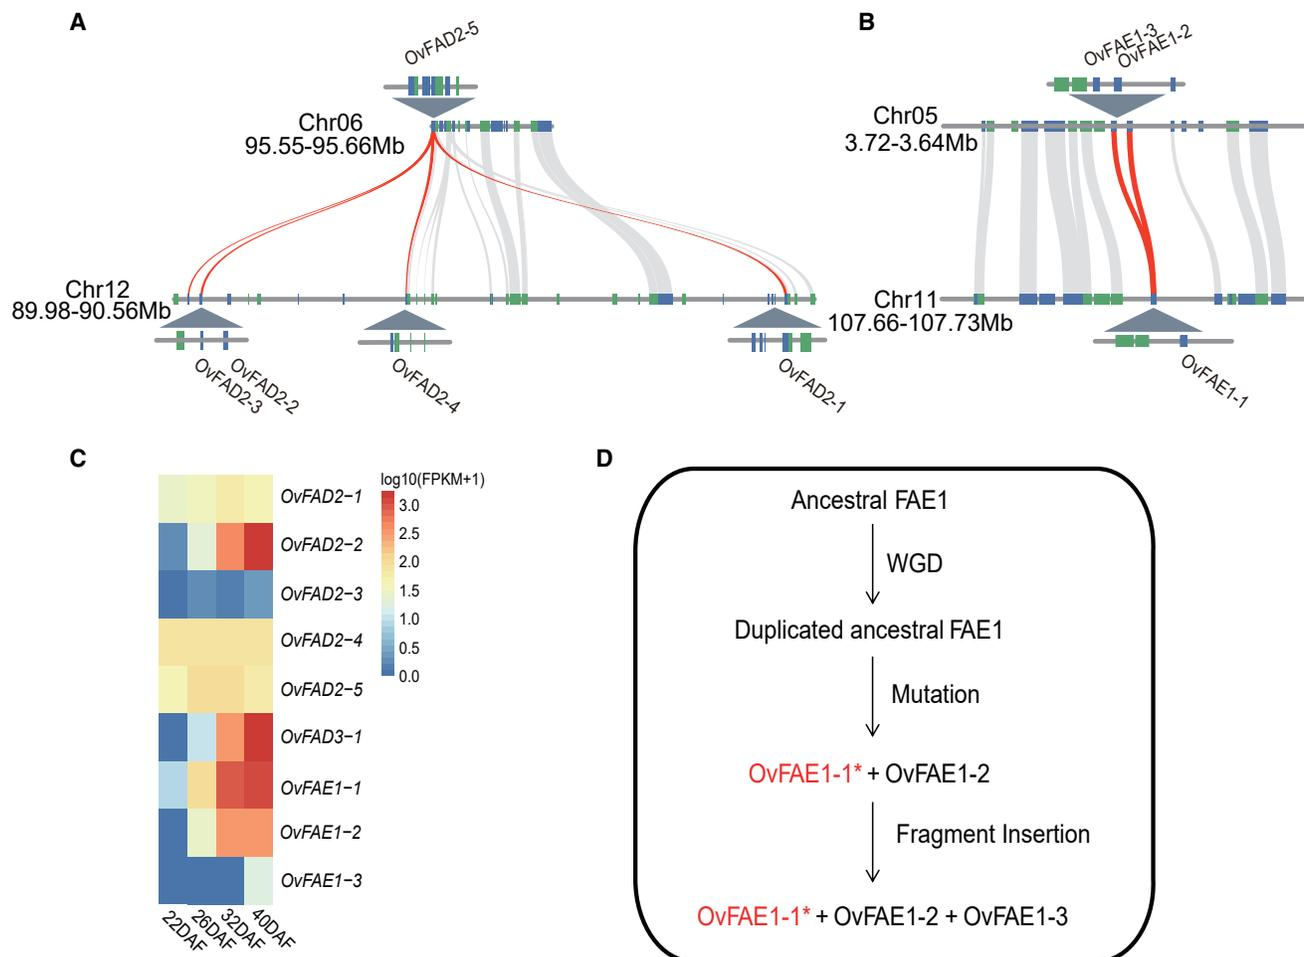 A
OvFAD2-5
Chr06
95.55-95.66Mb
Chr12
89.98-90.56Mb
OvFAD2-3
OvFAD2-2
OvFAD2-4
OvFAD2-1
B
OvFAE1-3
OvFAE1-2
Chr05
3.72-3.64Mb
Chr11
107.66-107.73Mb
OvFAE1-1
C
log10(FPKM+1)
3.0
2.5
2.0
1.5
1.0
0.5
0.0
OvFAD2−1
OvFAD2−2
OvFAD2−3
OvFAD2−4
OvFAD2−5
OvFAD3−1
OvFAE1−1
OvFAE1−2
OvFAE1−3
22DAF
26DAF
32DAF
40DAF
D
Ancestral FAE1
WGD
Duplicated ancestral FAE1
Mutation
OvFAE1-1* + OvFAE1-2
Fragment Insertion
OvFAE1-1* + OvFAE1-2 + OvFAE1-3